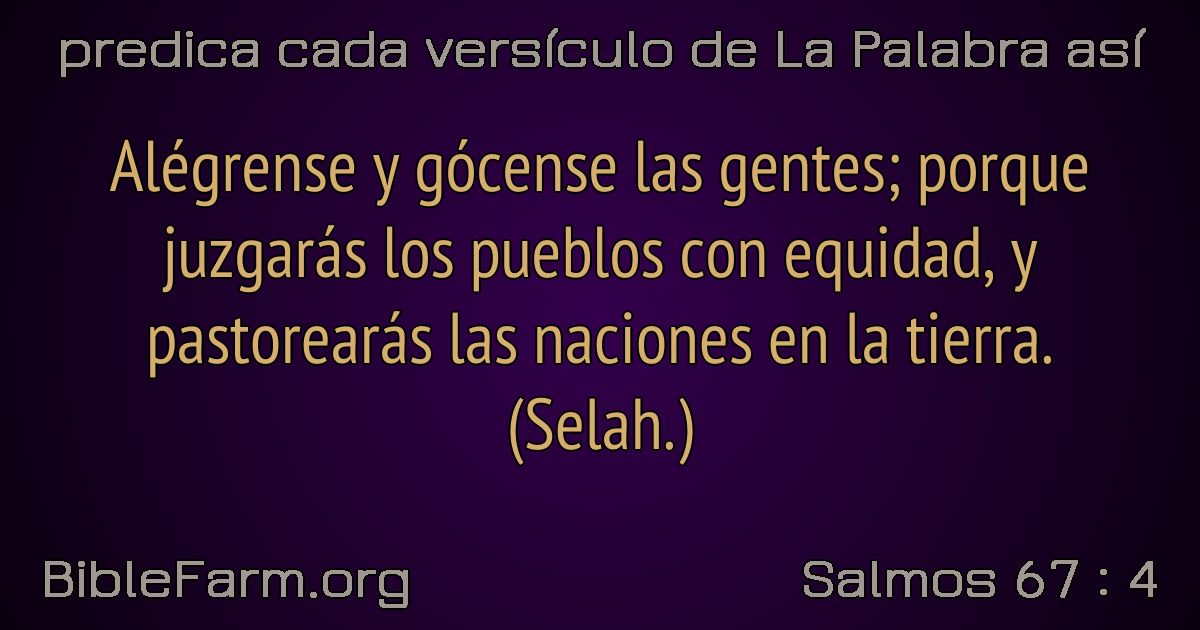 predica cada versículo de La Palabra así
Alégrense y gócense las gentes; porque
juzgarás los pueblos con equidad, y
pastorearás las naciones en la tierra.
(Selah.)
BibleFarm.org
Salmos 67 : 4